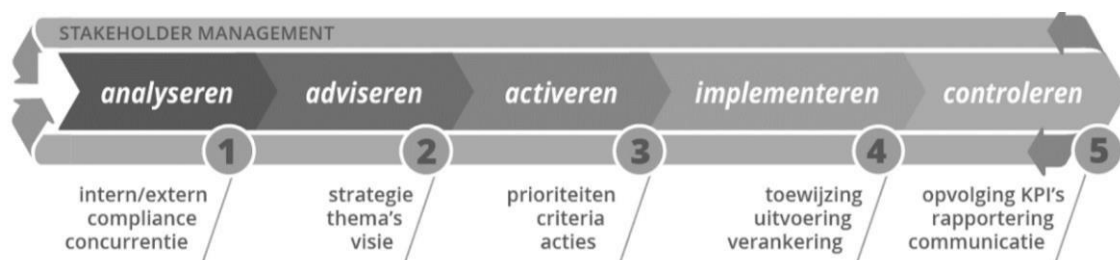 STAKEHOLDER MANAGEMENT
analyseren
adviseren
activeren
implementeren
controleren
1
2
3
4
5
intern/extern
compliance
concurrentie
strategie
thema's
visie
prioriteiten
criteria
acties
toewijzing
uitvoering
verankering
opvolging KPI's
rapportering
communicatie